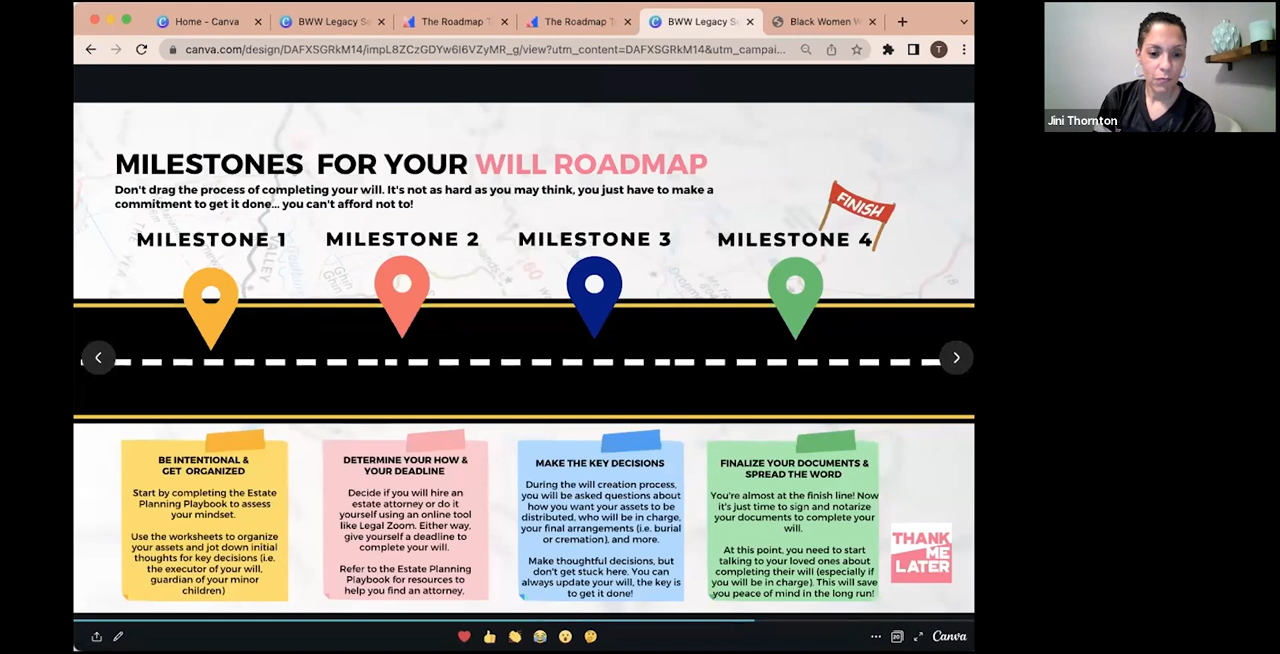 Home - Canva
BWW Legacy Se
The Roadmap T
The Roadmap T
BWW Legacy Se
Black Women W
canva.com/design/DAFXSGRkM14/impL8ZCzGDYw6I6VZyMR_g/view?utm_content=DAFXSGRkM14&utm_campai...
T
Jini Thornton
MILESTONES FOR YOUR WILL ROADMAP
Don't drag the process of completing your will. It's not as hard as you may think, you just have to make a
commitment to get it done... you can't afford not to!
FINISH
MILESTONE 1
MILESTONE 2
MILESTONE 3
MILESTONE 4
BE INTENTIONAL &
GET ORGANIZED
Start by completing the Estate
Planning Playbook to assess
your mindset.
Use the worksheets to organize
your assets and jot down initial
thoughts for key decisions (i.e.
the executor of your will,
guardian of your minor
children)
DETERMINE YOUR HOW &
YOUR DEADLINE
Decide if you will hire an
estate attorney or do it
yourself using an online tool
like Legal Zoom. Either way,
give yourself a deadline to
complete your will.
Refer to the Estate Planning
Playbook for resources to
help you find an attorney,
MAKE THE KEY DECISIONS
During the will creation process,
you will be asked questions about
how you want your assets to be
distributed, who will be in charge,
your final arrangements (i.e. burial
or cremation), and more.
Make thoughtful decisions, but
don't get stuck here. You can
always update your will, the key is
to get it done!
FINALIZE YOUR DOCUMENTS &
SPREAD THE WORD
You're almost at the finish line! Now
it's just time to sign and notarize
your documents to complete your
will.
At this point, you need to start
talking to your loved ones about
completing their will (especially if
you will be in charge). This will save
you peace of mind in the long run!
THANK
ME
LATER
20
Canva